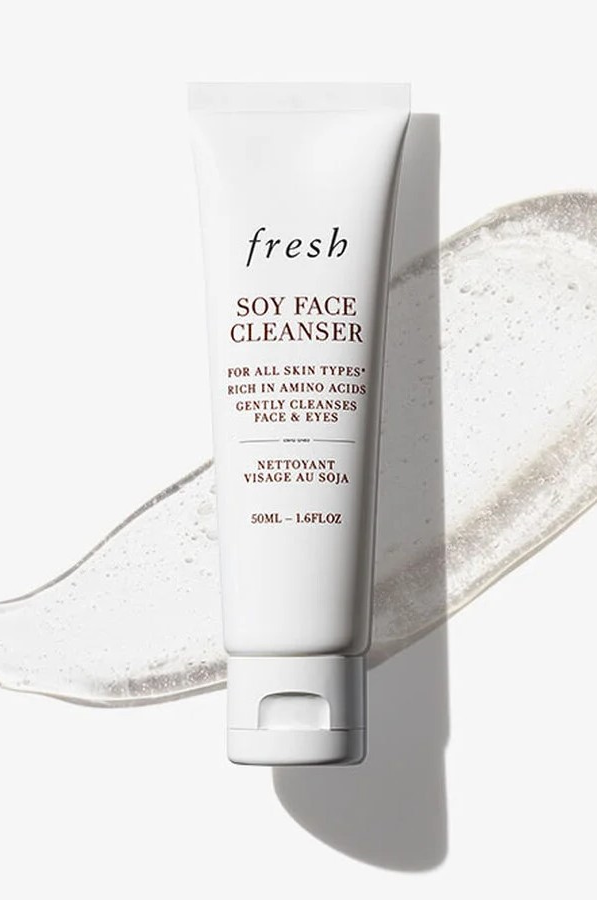 fresh
SOY FACE
CLEANSER
FOR ALL SKIN TYPES*
RICH IN AMINO ACIDS
GENTLY CLEANSES
FACE & EYES
NETTOYANT
VISAGE AU SOJA
50ML – 1.6FLOZ